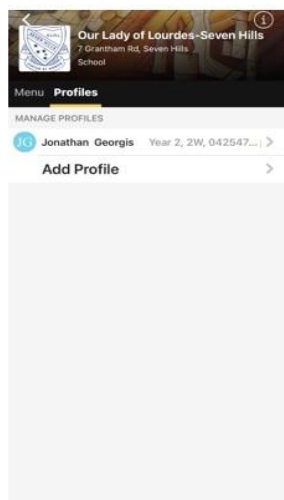 Our Lady of Lourdes-Seven Hills
7 Grantham Rd, Seven Hills
School
Menu Profiles
MANAGE PROFILES
JG Jonathan Georgis Year 2, 2W, 042547...
Add Profile